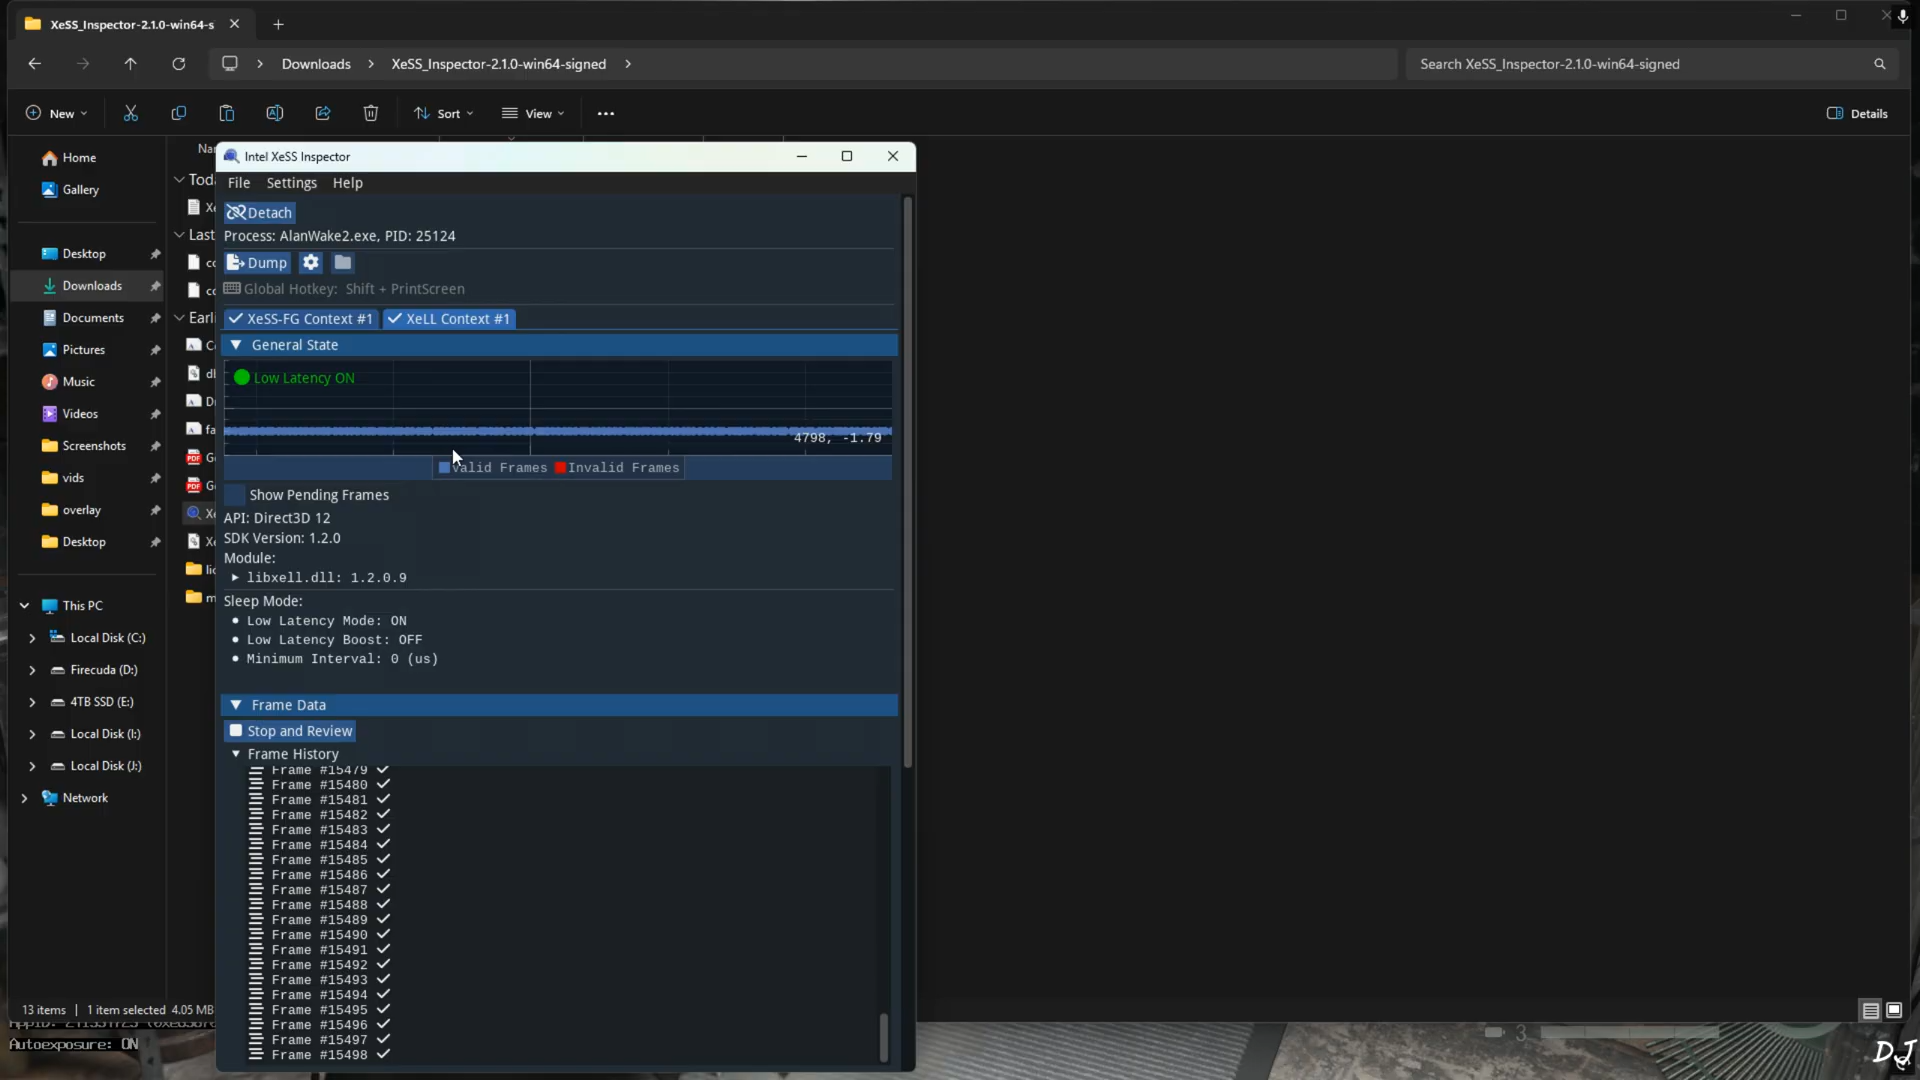 XeSS_Inspector-2.1.0-win64-s
Downloads
XeSS_Inspector-2.1.0-win64-signed
Search XeSS_Inspector-2.1.0-win64-signed
New
Sort
View
Details
Home
Gallery
Desktop
Downloads
Documents
Pictures
Music
Videos
Screenshots
vids
overlay
Desktop
This PC
Local Disk (C:)
Firecuda (D:)
4TB SSD (E:)
Local Disk (I:)
Local Disk (J:)
Network
13 items | 1 item selected 4.05 MB
Intel XeSS Inspector
File Settings Help
Detach
Process: AlanWake2.exe, PID: 25124
Dump
Global Hotkey: Shift + PrintScreen
XeSS-FG Context #1 XeLL Context #1
General State
Low Latency ON
4798, -1.79
Valid Frames Invalid Frames
Show Pending Frames
API: Direct3D 12
SDK Version: 1.2.0
Module:
libxell.dll: 1.2.0.9
Sleep Mode:
• Low Latency Mode: ON
• Low Latency Boost: OFF
• Minimum Interval: 0 (us)
Frame Data
Stop and Review
Frame History
Frame #15479 ✓
Frame #15480 ✓
Frame #15481 ✓
Frame #15482 ✓
Frame #15483 ✓
Frame #15484 ✓
Frame #15485 ✓
Frame #15486 ✓
Frame #15487 ✓
Frame #15488 ✓
Frame #15489 ✓
Frame #15490 ✓
Frame #15491 ✓
Frame #15492 ✓
Frame #15493 ✓
Frame #15494 ✓
Frame #15495 ✓
Frame #15496 ✓
Frame #15497 ✓
Frame #15498 ✓
Autoexposure: ON
3
DJ